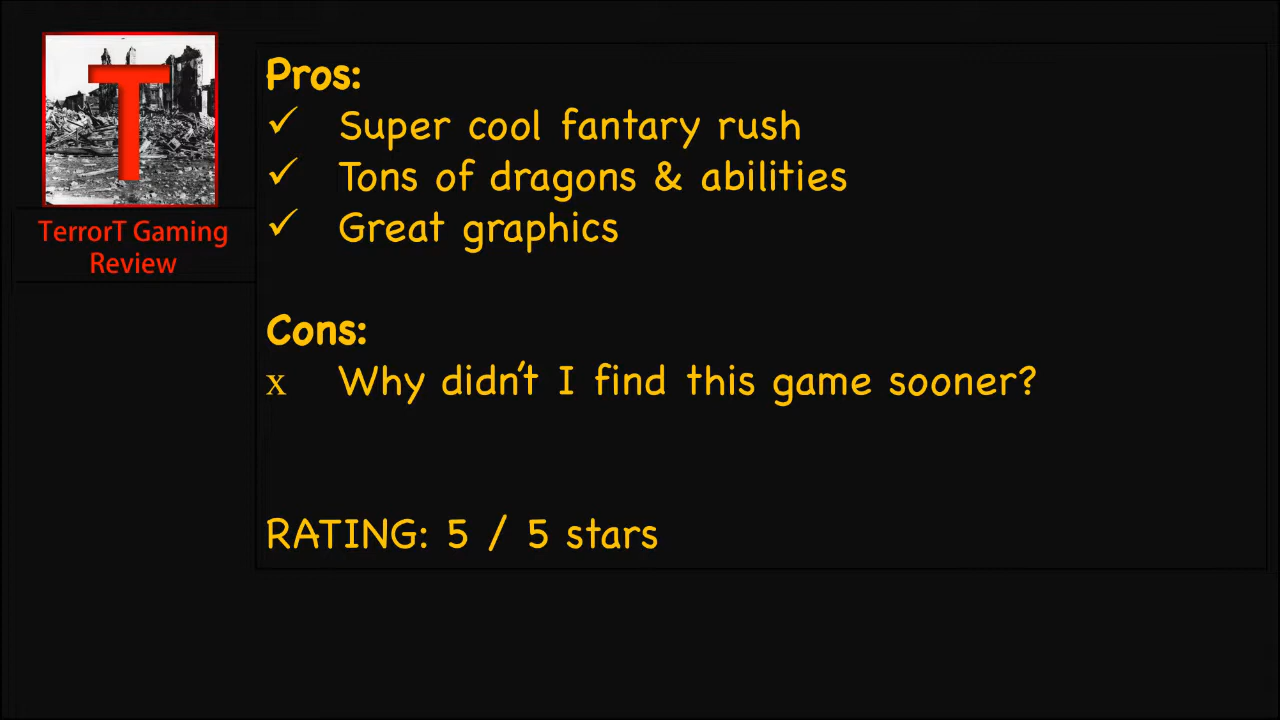 T
TerrorT Gaming
Review
Pros:
✓ Super cool fantary rush
✓ Tons of dragons & abilities
✓ Great graphics
Cons:
x Why didn't I find this game sooner?
RATING: 5 / 5 stars